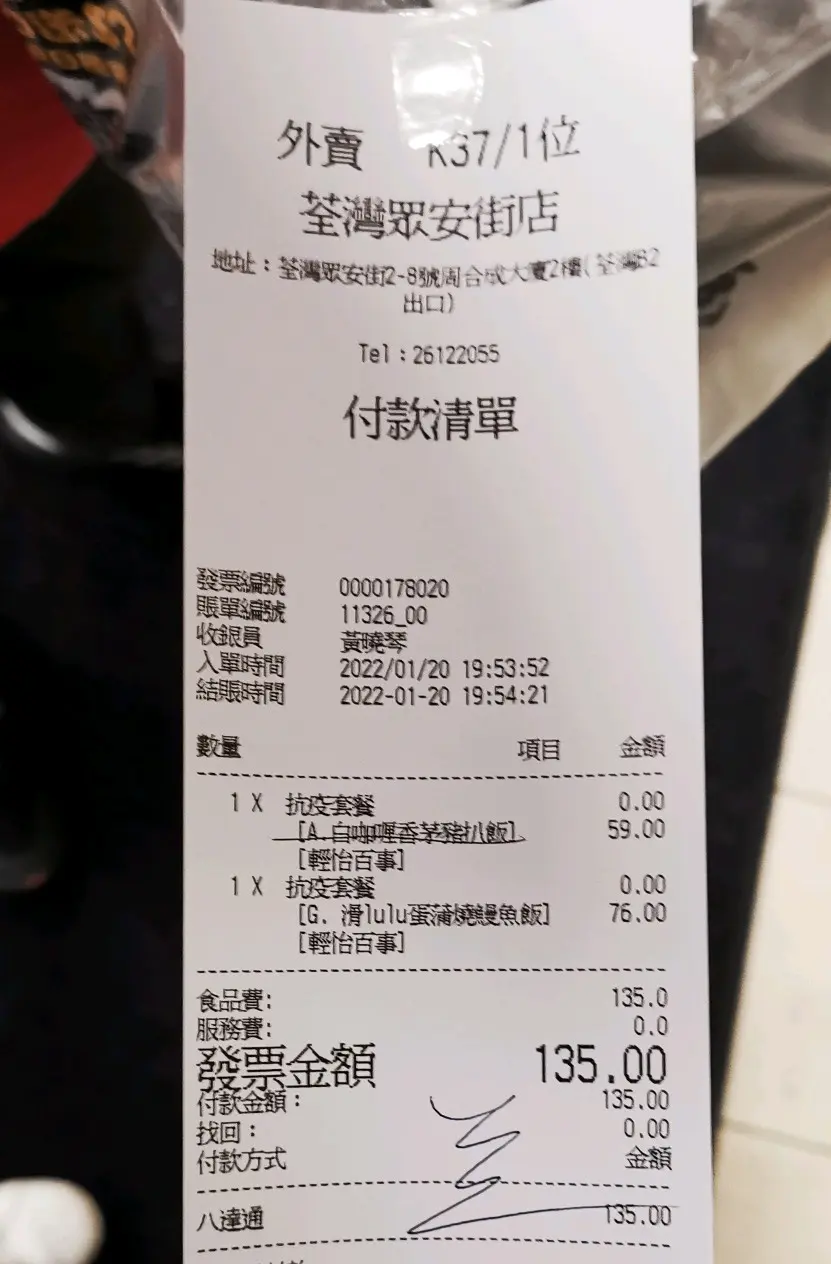 外賣 K37/1位
荃灣眾安街店
地址：荃灣眾安街2-8號周合成大廈2樓(荃灣B2
出口)
Tel：26122055
付款清單
發票編號 0000178020
賬單編號 11326_00
收銀員 黃曉琴
入單時間 2022/01/20 19:53:52
結賬時間 2022-01-20 19:54:21
數量 項目 金額
1 X 抗疫套餐 0.00
[A.白咖喱香茅豬扒飯] 59.00
[輕怡百事]
1 X 抗疫套餐 0.00
[G. 滑lulu蛋蒲燒鰻魚飯] 76.00
[輕怡百事]
食品費: 135.0
服務費: 0.0
發票金額 135.00
付款金額： 135.00
找回： 0.00
付款方式 金額
八達通 135.00